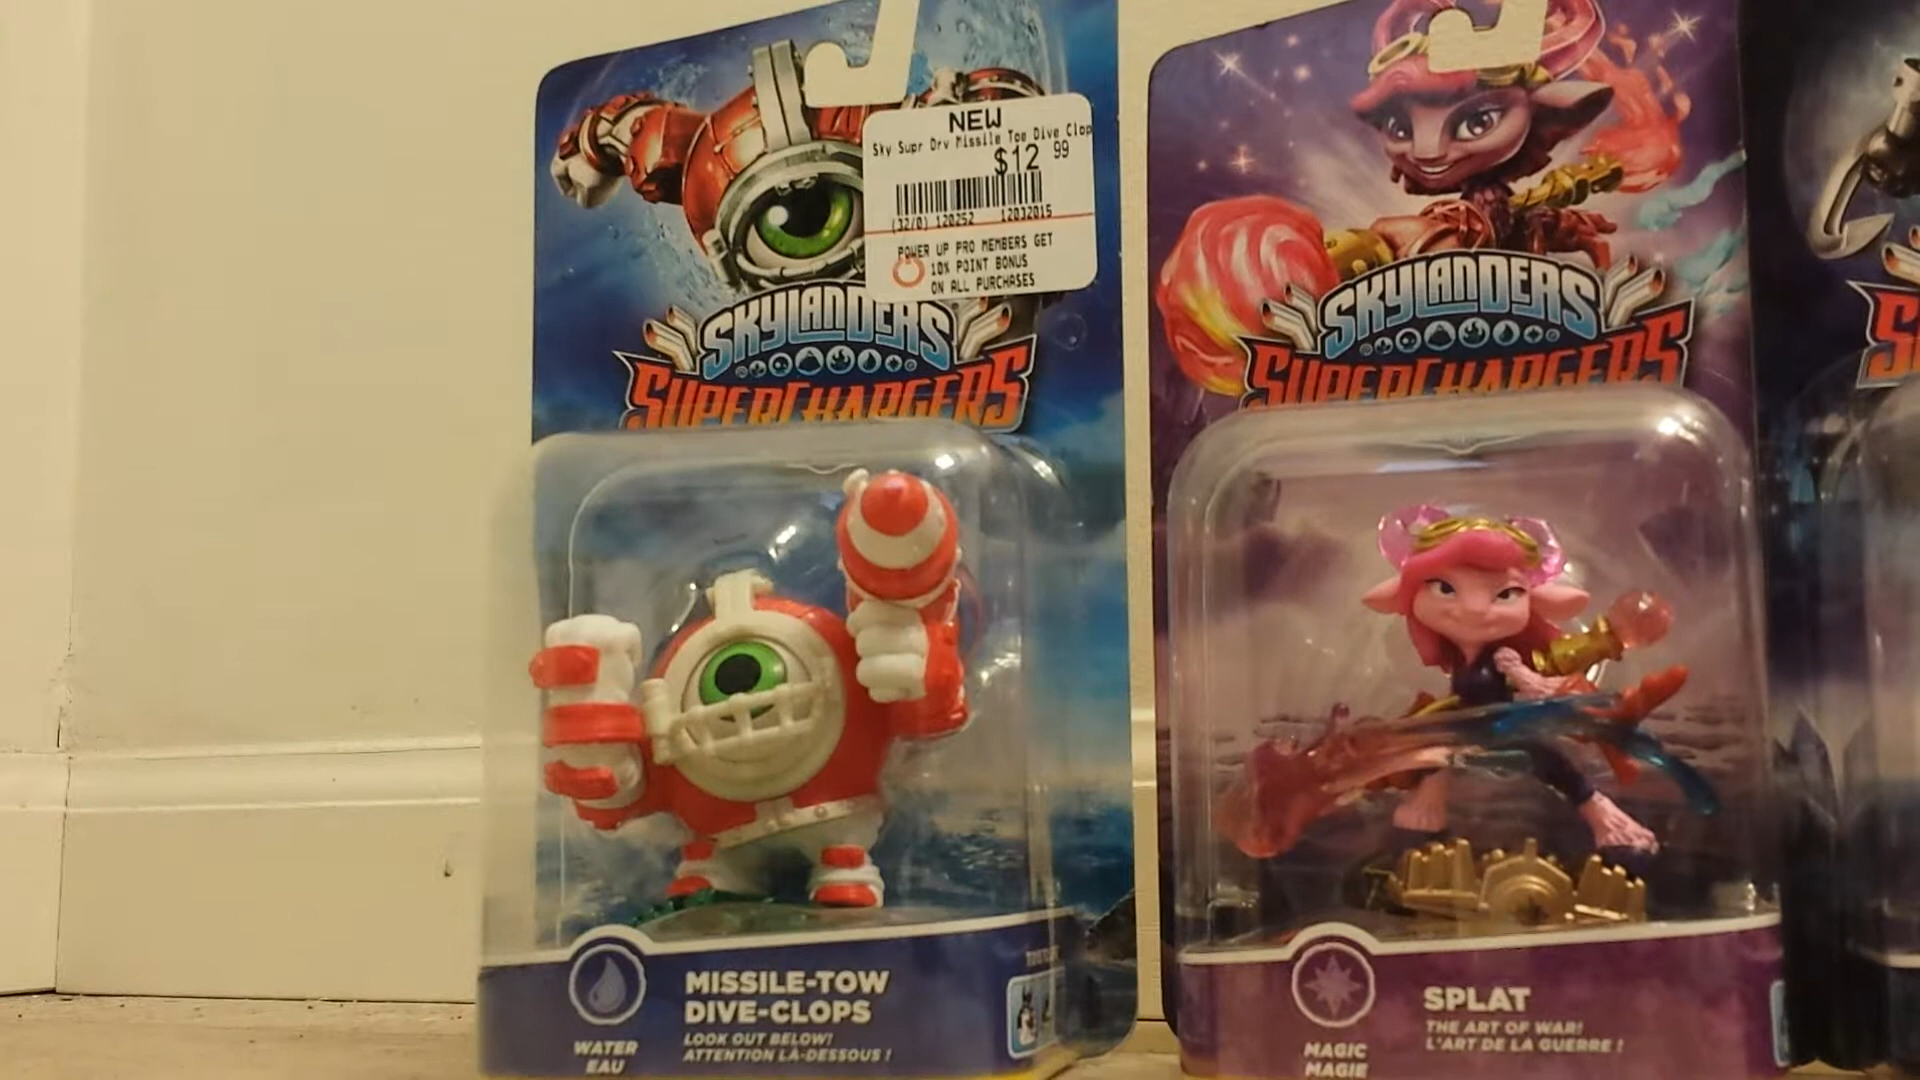 NEW
Sky Supr Drv Missile Toe Dive Clop
$12 99
(32/0) 120252 12032015
POWER UP PRO MEMBERS GET
10% POINT BONUS
ON ALL PURCHASES
SKYLANDERS
SUPERCHARGERS
MISSILE-TOW
DIVE-CLOPS
LOOK OUT BELOW!
ATTENTION LÀ-DESSOUS !
WATER
EAU
SKYLANDERS
SUPERCHARGERS
SPLAT
THE ART OF WAR!
L'ART DE LA GUERRE !
MAGIC
MAGIE